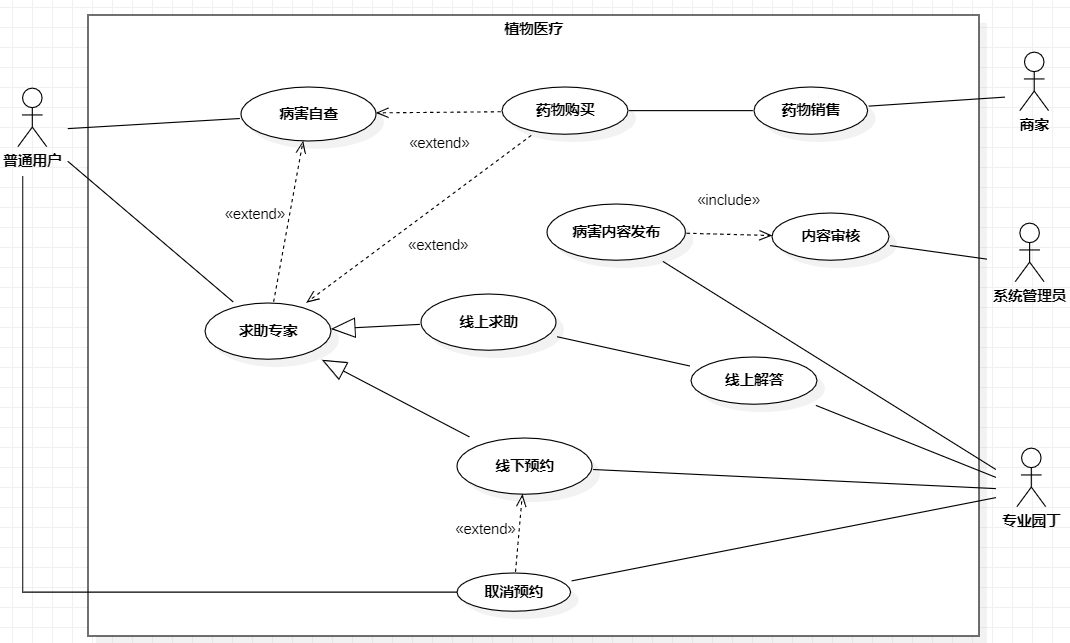 植物医疗
病害自查
药物购买
药物销售
商家
«extend»
普通用户
«include»
«extend»
病害内容发布
内容审核
«extend»
系统管理员
求助专家
线上求助
线上解答
线下预约
专业园丁
«extend»
取消预约